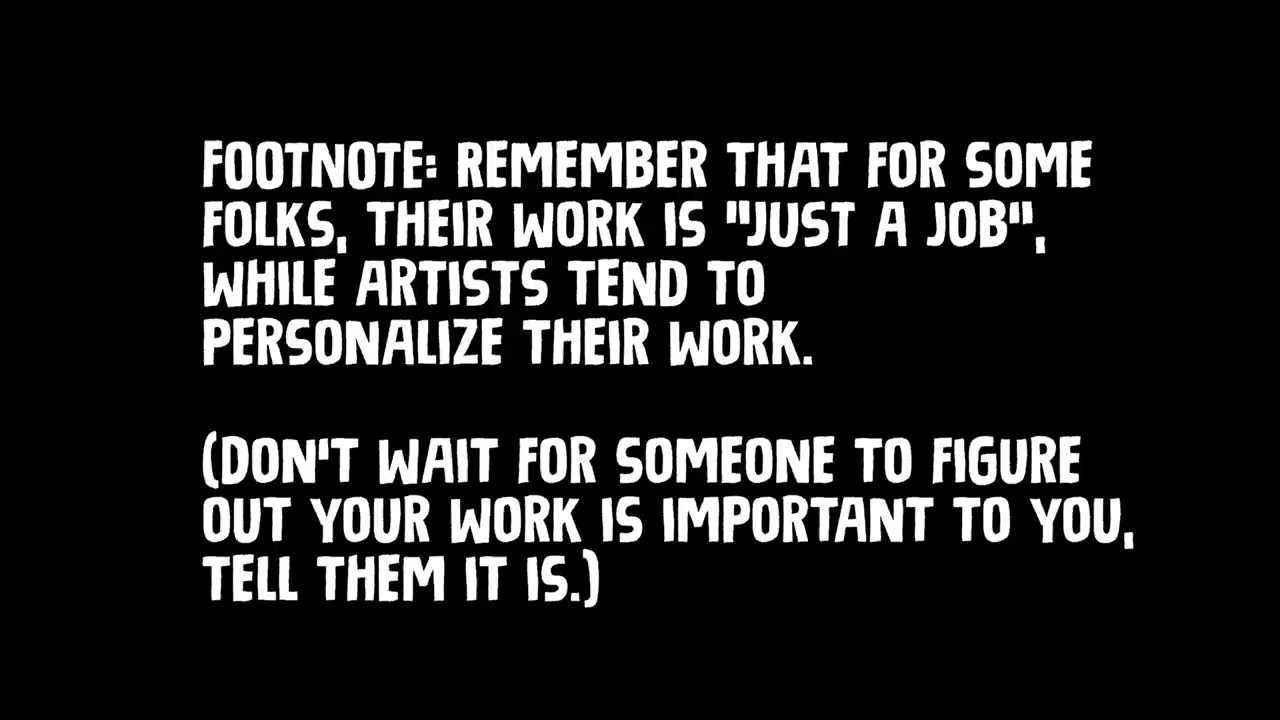 FOOTNOTE: REMEMBER THAT FOR SOME
FOLKS, THEIR WORK IS "JUST A JOB",
WHILE ARTISTS TEND TO
PERSONALIZE THEIR WORK.
(DON'T WAIT FOR SOMEONE TO FIGURE
OUT YOUR WORK IS IMPORTANT TO YOU,
TELL THEM IT IS.)